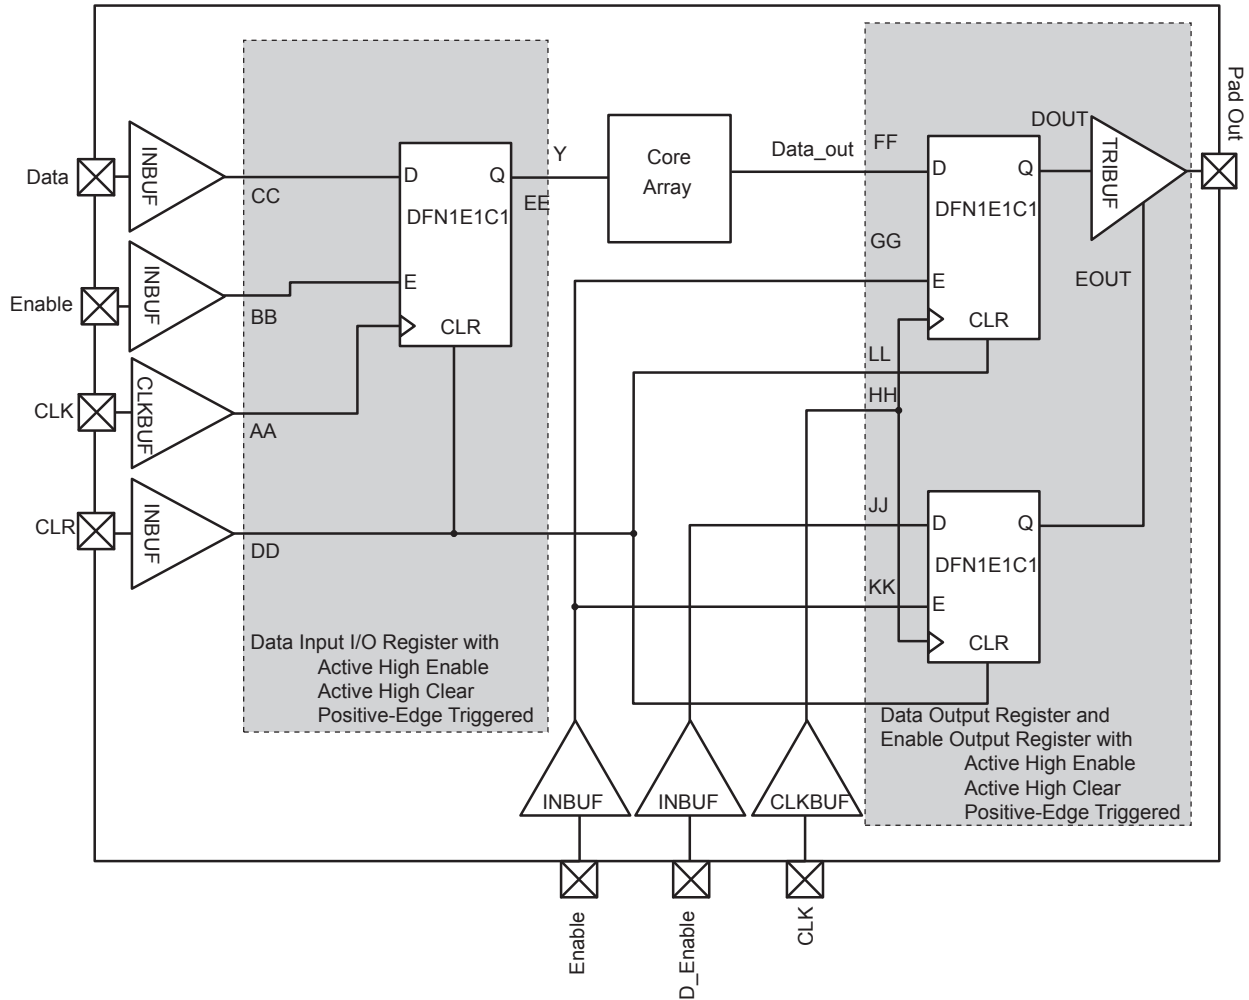 Data
INBUF
CC
D
Q
DFN1E1C1
E
CLR
Y
EE
Core
Array
Data_out
FF
GG
D
Q
DFN1E1C1
E
CLR
DOUT
TRIBUF
EOUT
Pad Out
Enable
INBUF
BB
CLK
CLKBUF
AA
CLR
INBUF
DD
LL
HH
JJ
KK
D
Q
DFN1E1C1
E
CLR
Data Input I/O Register with
Active High Enable
Active High Clear
Positive-Edge Triggered
Data Output Register and
Enable Output Register with
Active High Enable
Active High Clear
Positive-Edge Triggered
INBUF
INBUF
CLKBUF
Enable
D_Enable
CLK